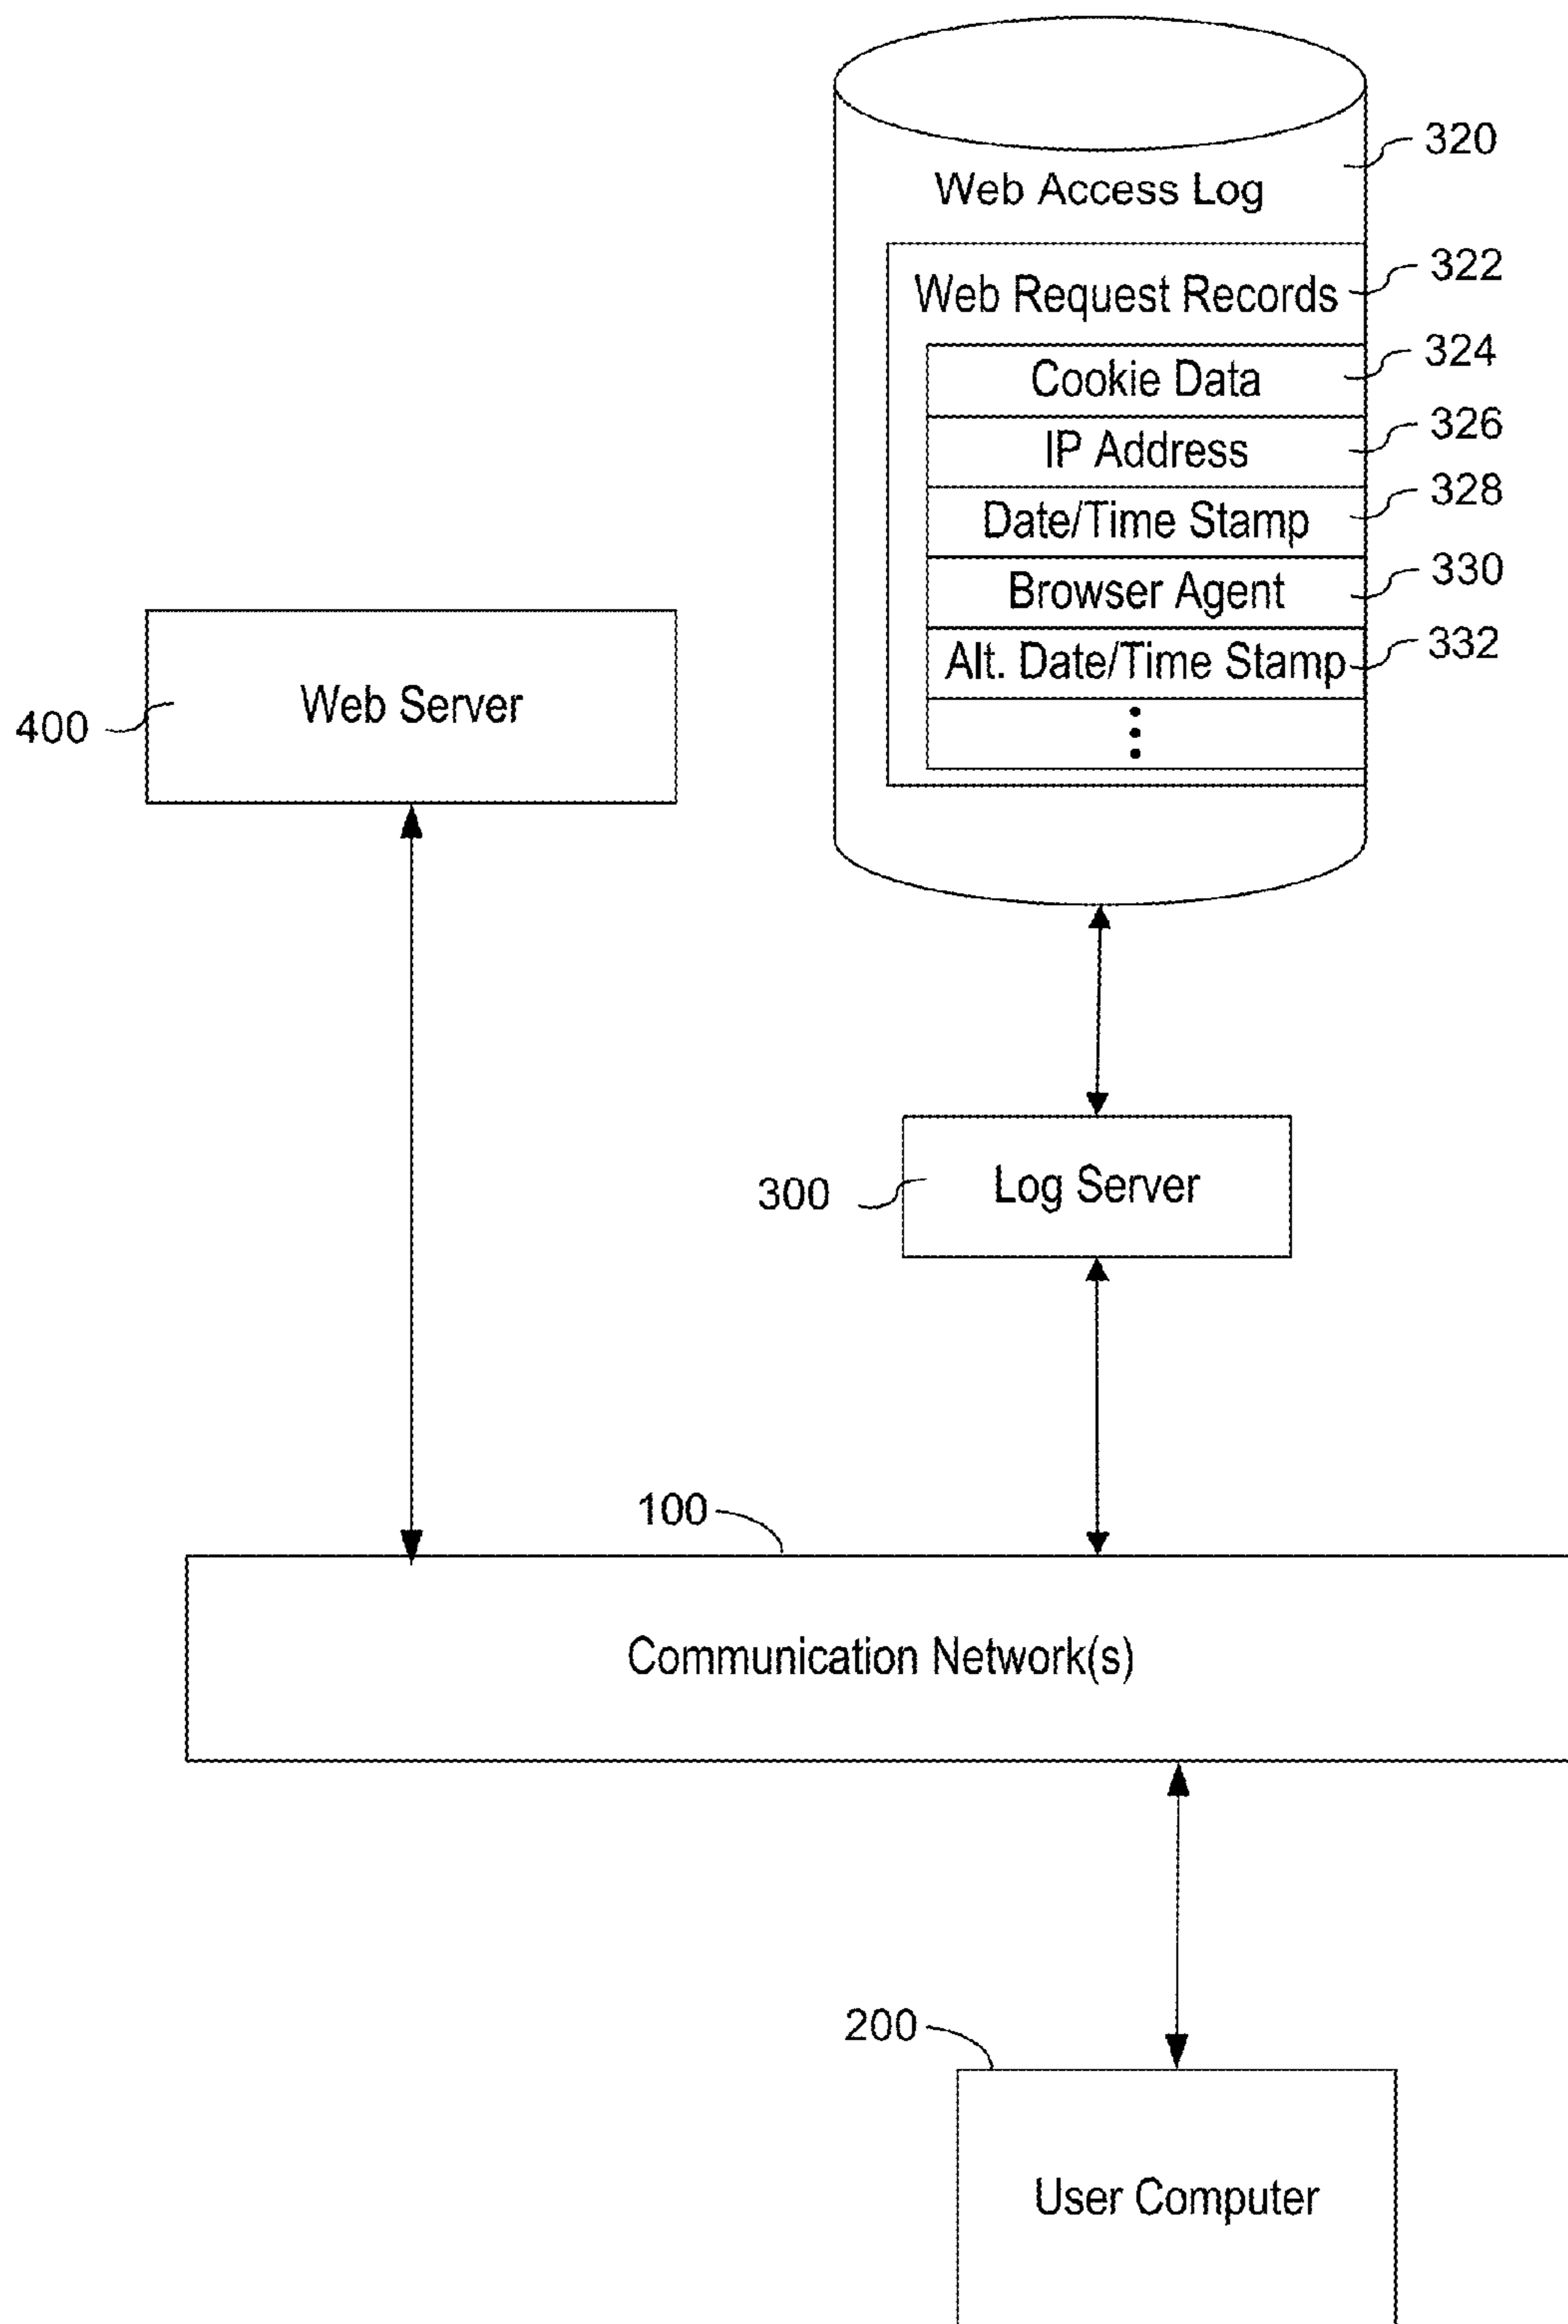 320
Web Access Log
322
Web Request Records
324
Cookie Data
326
IP Address
328
Date/Time Stamp
330
Browser Agent
332
Alt. Date/Time Stamp
400
Web Server
300
Log Server
100
Communication Network(s)
200
User Computer